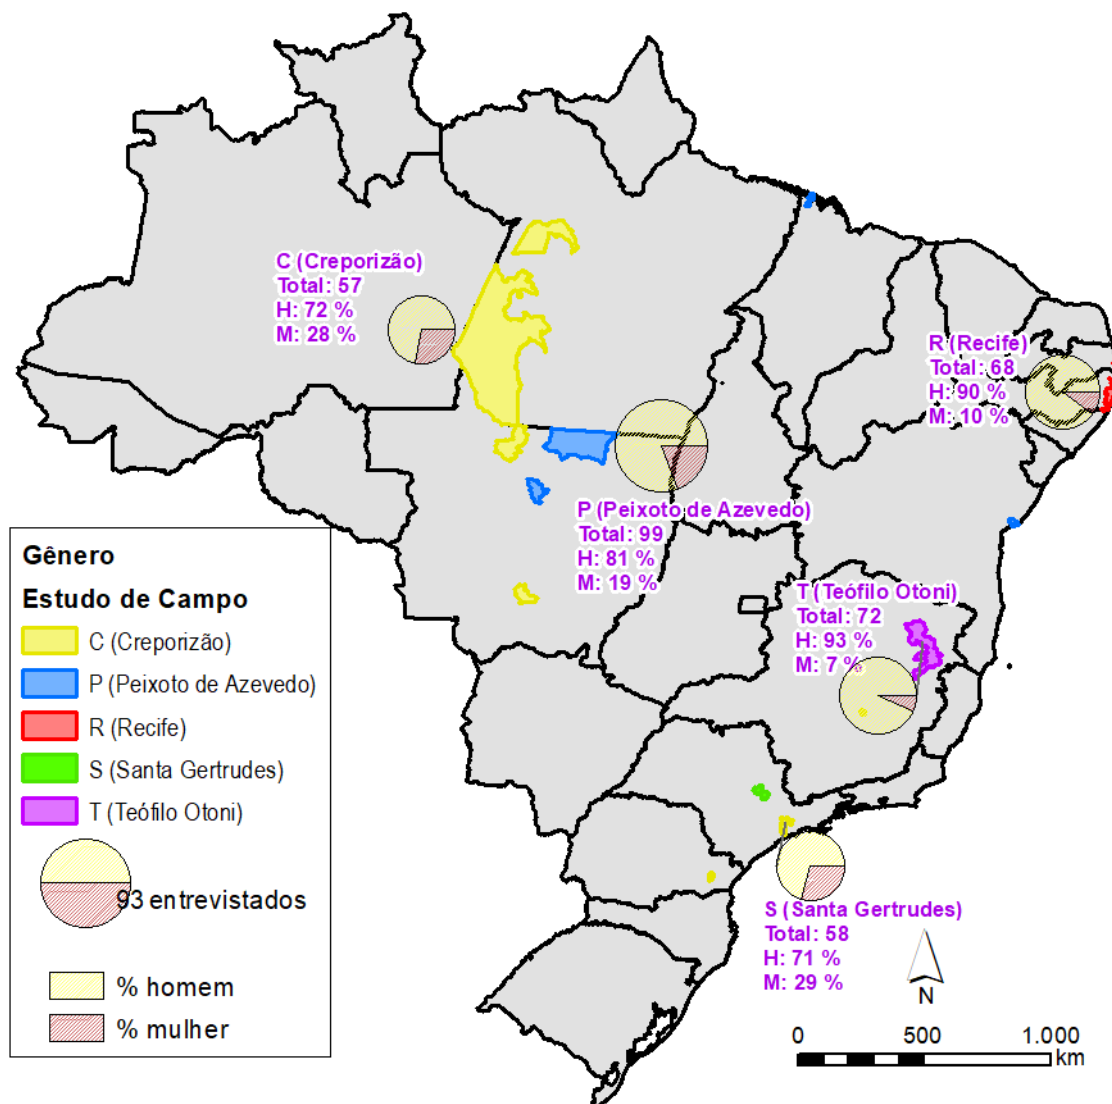 C (Creporizão)
Total: 57
H: 72 %
M: 28 %
R (Recife)
Total: 68
H: 90 %
M: 10 %
P (Peixoto de Azevedo)
Total: 99
H: 81 %
M: 19 %
T (Teófilo Otoni)
Total: 72
H: 93 %
M: 7 %
S (Santa Gertrudes)
Total: 58
H: 71 %
M: 29 %
Gênero
Estudo de Campo
C (Creporizão)
P (Peixoto de Azevedo)
R (Recife)
S (Santa Gertrudes)
T (Teófilo Otoni)
93 entrevistados
% homem
% mulher
N
0 500 1.000
km